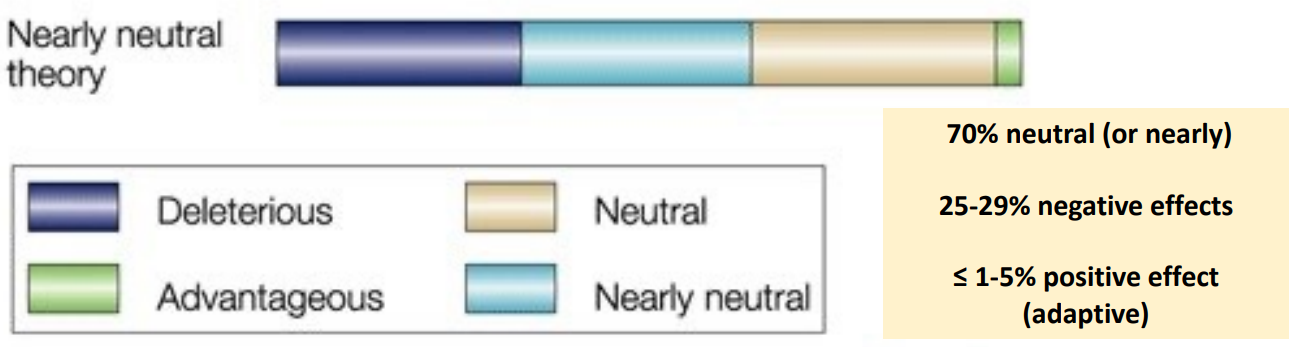 Nearly neutral
theory
70% neutral (or nearly)
25-29% negative effects
≤ 1-5% positive effect
(adaptive)
Deleterious
Neutral
Advantageous
Nearly neutral